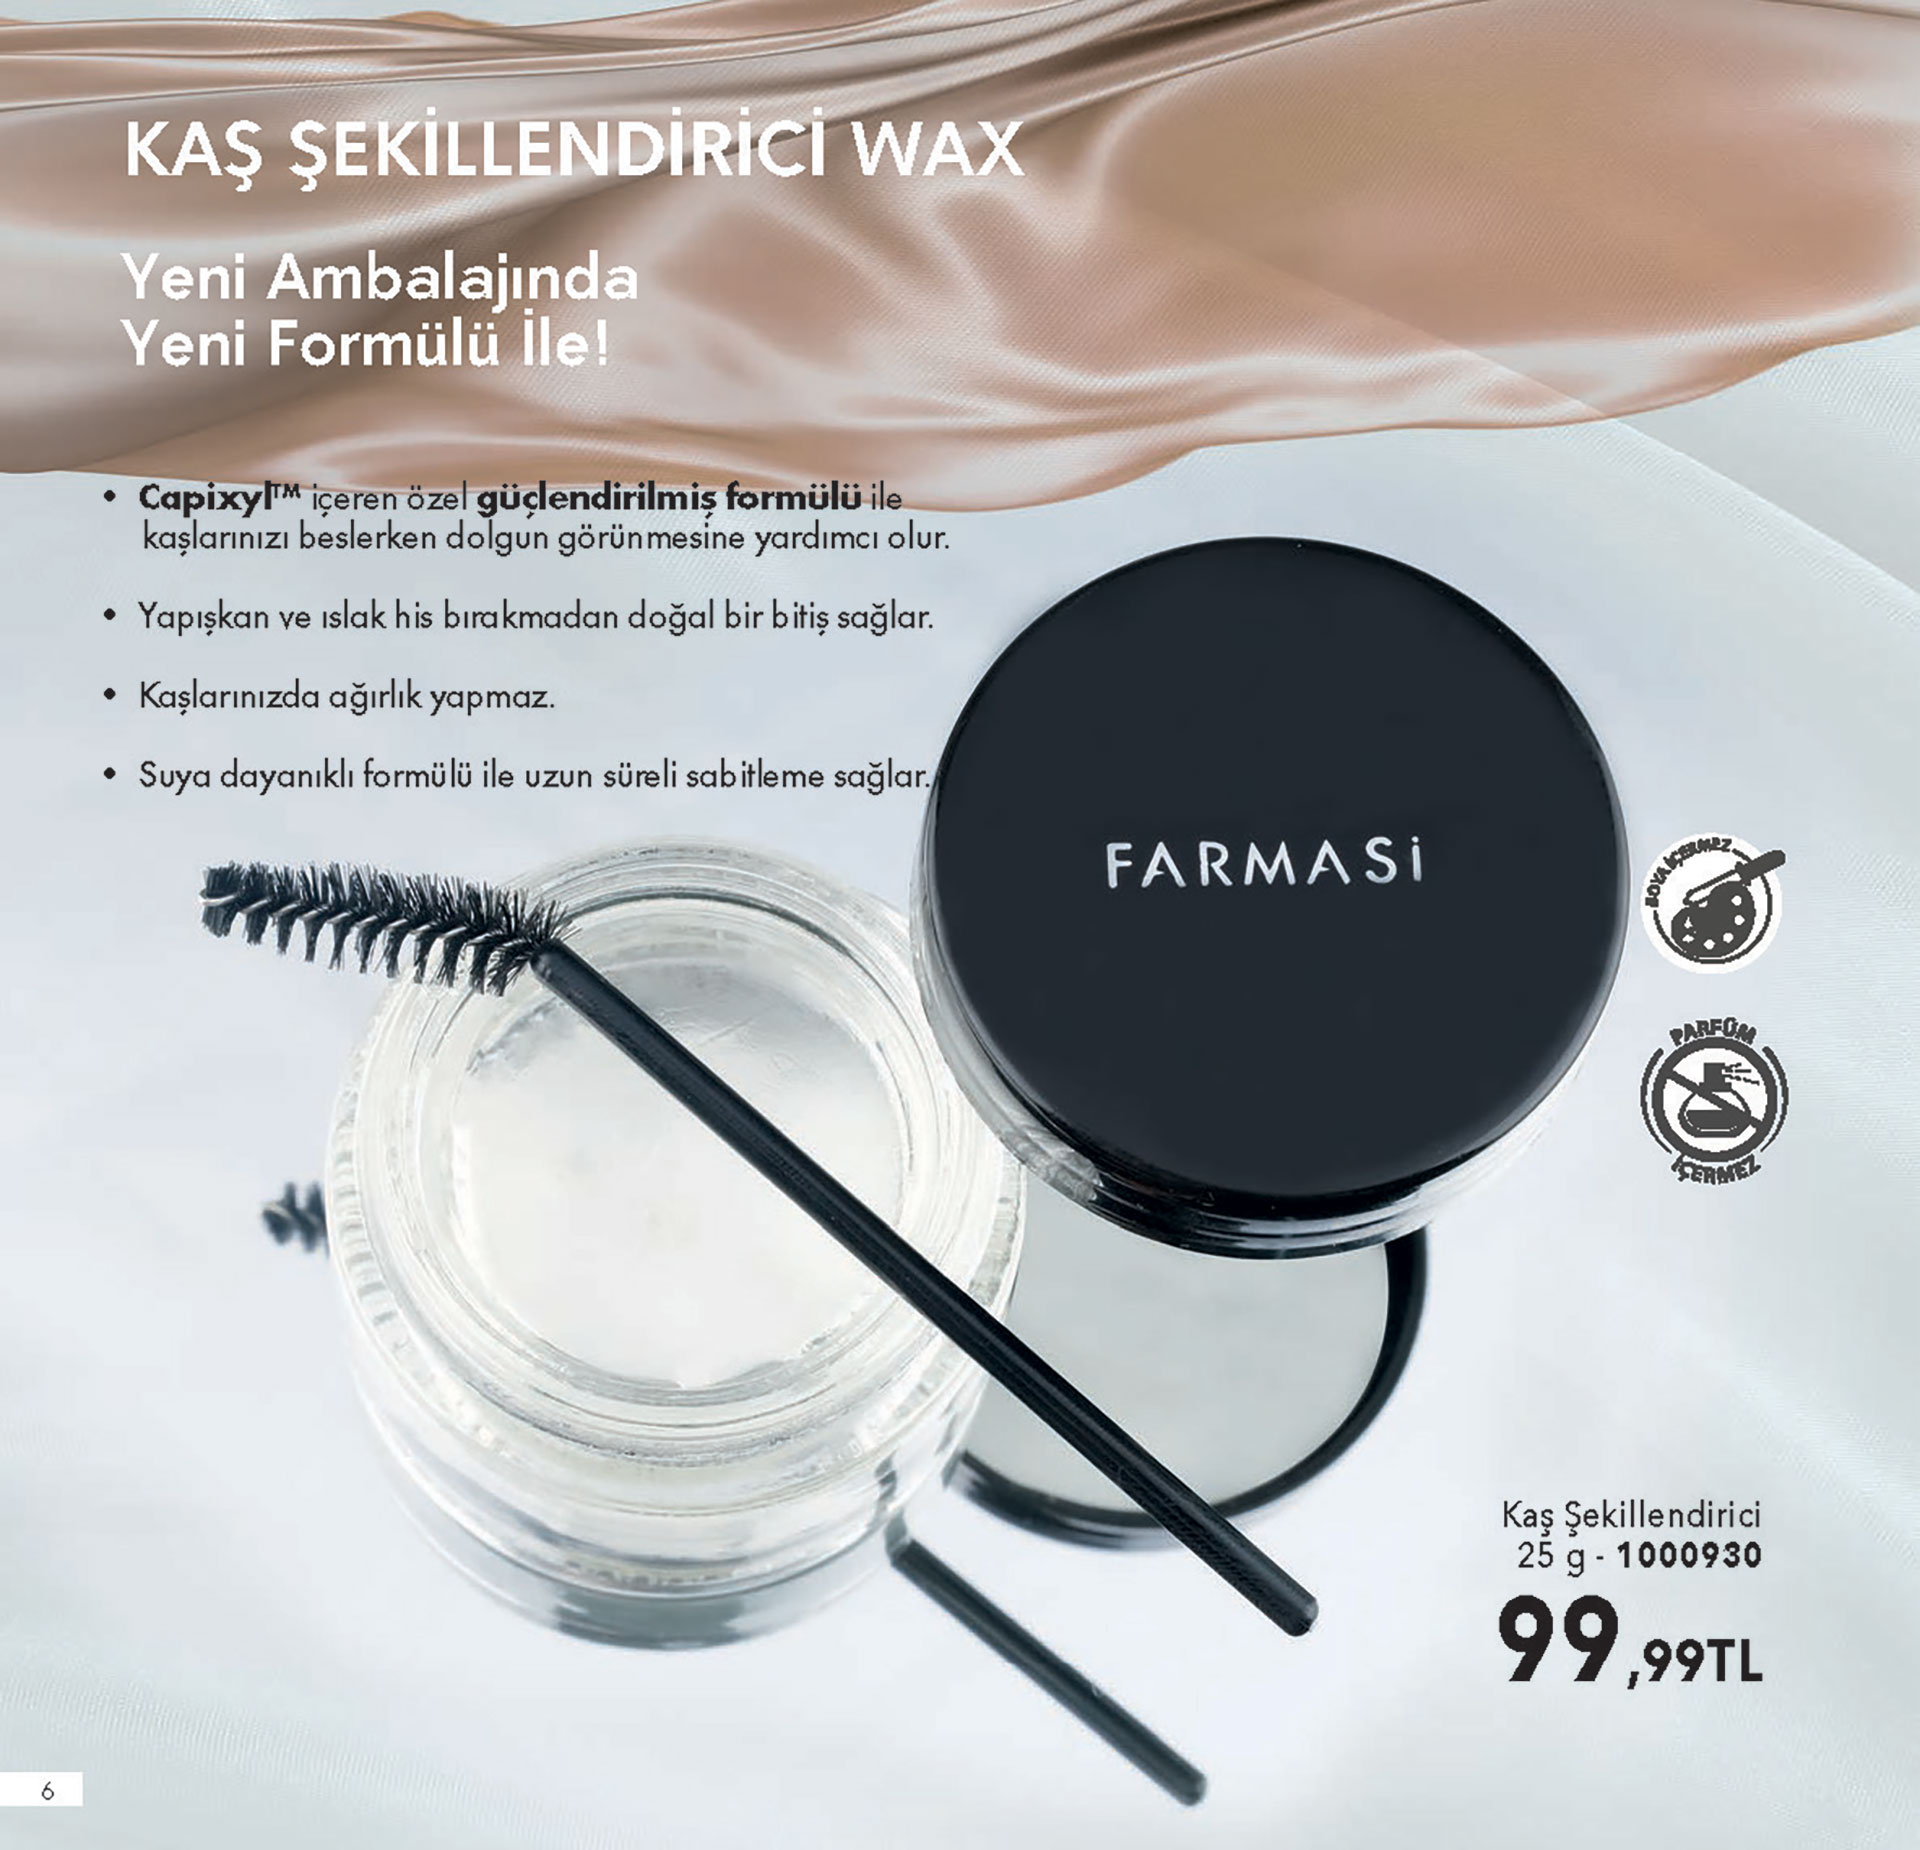 KAŞ ŞEKİLLENDİRİCİ WAX
Yeni Ambalajında
Yeni Formülü İle!
• Capixyl™ içeren özel güçlendirilmiş formülü ile
kaşlarınızı beslerken dolgun görünmesine yardımcı olur.
• Yapışkan ve ıslak his bırakmadan doğal bir bitiş sağlar.
• Kaşlarınızda ağırlık yapmaz.
• Suya dayanıklı formülü ile uzun süreli sabitleme sağlar.
FARMASİ
BOYA İÇERMEZ
PARFÜM
İÇERMEZ
Kaş Şekillendirici
25 g - 1000930
99,99TL
6